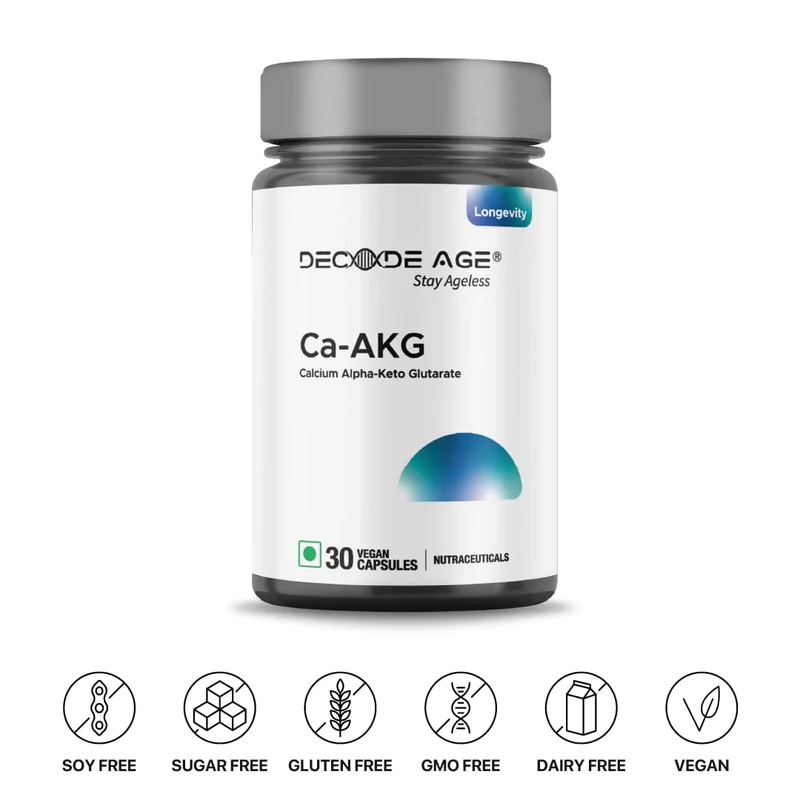 Longevity
DECODE AGE®
Stay Ageless
Ca-AKG
Calcium Alpha-Keto Glutarate
30 VEGAN CAPSULES | NUTRACEUTICALS
SOY FREE
SUGAR FREE
GLUTEN FREE
GMO FREE
DAIRY FREE
VEGAN